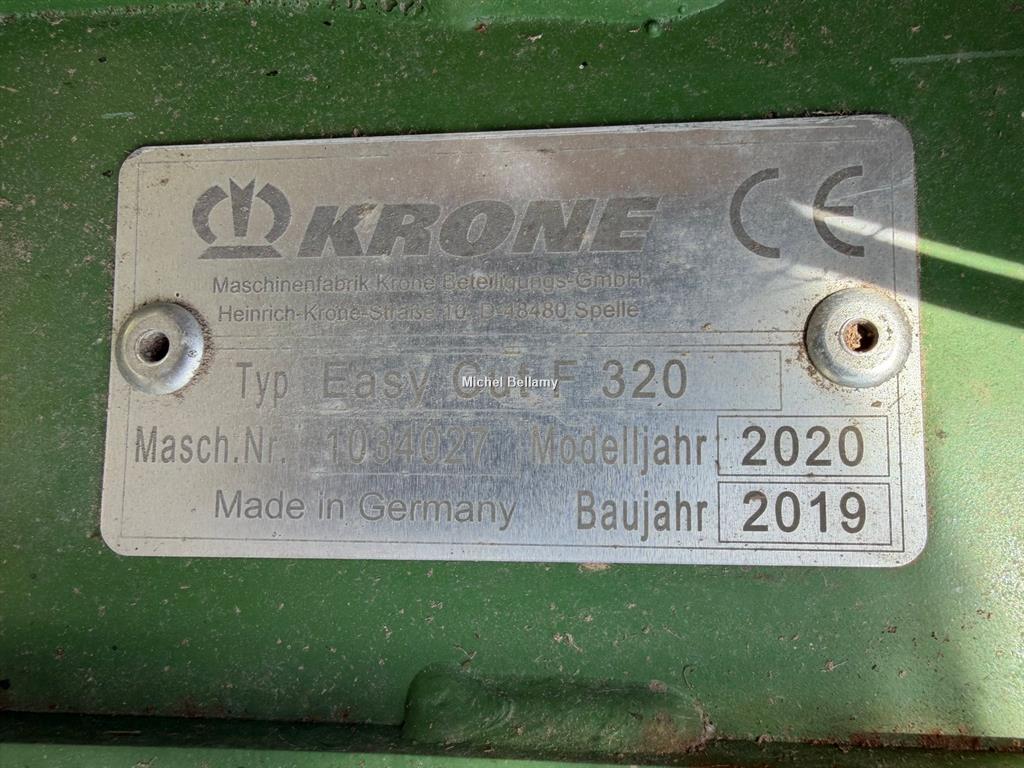 KRONE CE
Maschinenfabrik Krone Beteiligungs-GmbH
Heinrich-Krone-Straße 10, D-48480 Spelle
Typ Easy Cut F 320
Michel Bellamy
Masch.Nr. 1034027 Modelljahr 2020
Made in Germany Baujahr 2019